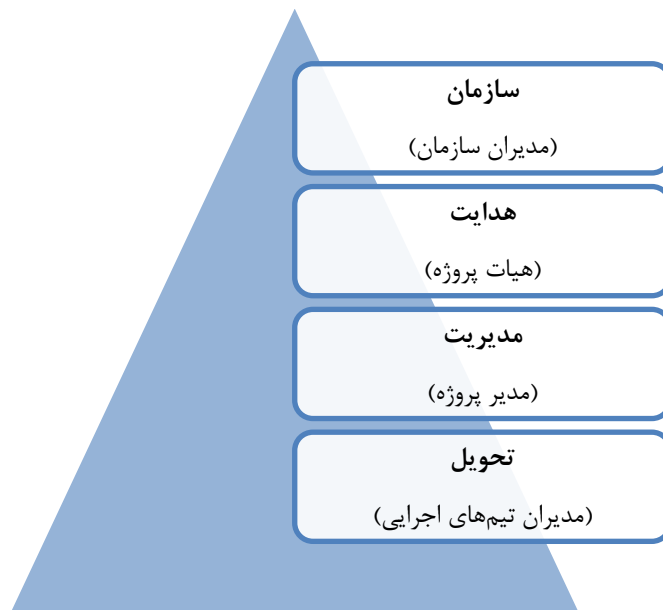 سازمان
(مدیران سازمان)
هدایت
(هیات پروژه)
مدیریت
(مدیر پروژه)
تحویل
(مدیران تیم‌های اجرایی)